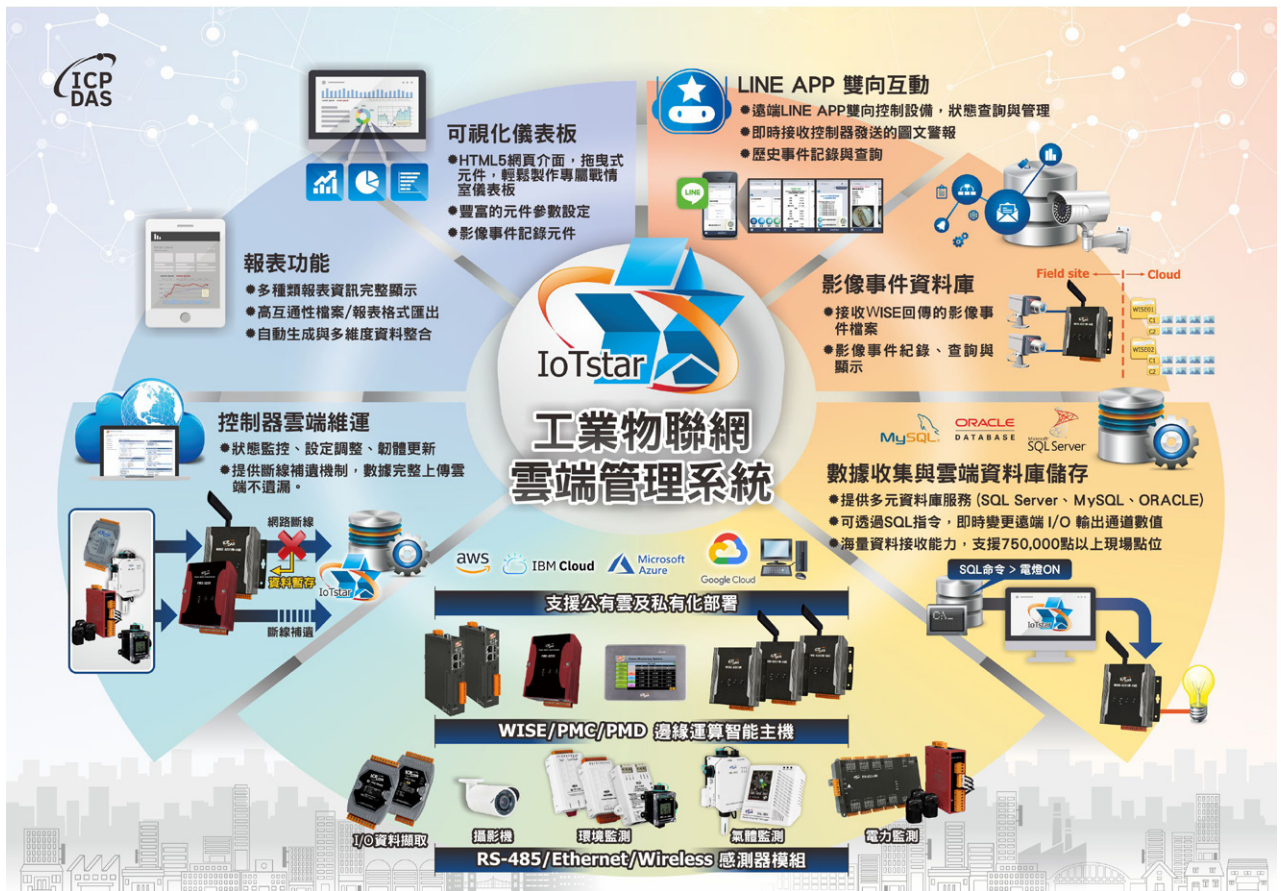 ICP
DAS
可視化儀表板
HTML5網頁介面，拖曳式
元件，輕鬆製作專屬戰情
室儀表板
豐富的元件參數設定
影像事件記錄元件
LINE APP 雙向互動
遠端LINE APP雙向控制設備，狀態查詢與管理
即時接收控制器發送的圖文警報
歷史事件記錄與查詢
LINE
報表功能
多種類報表資訊完整顯示
高互通性檔案/報表格式匯出
自動生成與多維度資料整合
影像事件資料庫
接收WISE回傳的影像事
件檔案
影像事件紀錄、查詢與
顯示
Field site
Cloud
WISE01
C1
C2
WISE02
C1
C2
IoTstar
工業物聯網
雲端管理系統
控制器雲端維運
狀態監控、設定調整、韌體更新
提供斷線補遺機制，數據完整上傳雲
端不遺漏。
網路斷線
資料暫存
IoTstar
斷線補遺
MySQL
ORACLE
DATABASE
Microsoft
SQL Server
數據收集與雲端資料庫儲存
提供多元資料庫服務 (SQL Server、MySQL、ORACLE)
可透過SQL指令，即時變更遠端 I/O 輸出通道數值
海量資料接收能力，支援750,000點以上現場點位
SQL命令 > 電燈ON
C:\_
IoTstar
aws
IBM Cloud
Microsoft
Azure
Google Cloud
支援公有雲及私有化部署
WISE/PMC/PMD 邊緣運算智能主機
I/O資料擷取
攝影機
環境監測
氣體監測
電力監測
RS-485/Ethernet/Wireless 感測器模組